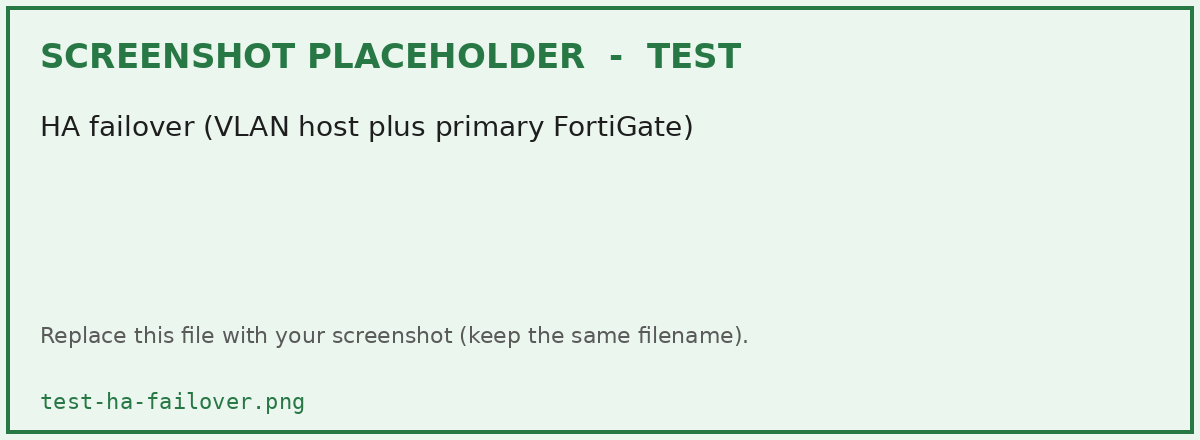 SCREENSHOT PLACEHOLDER - TEST
HA failover (VLAN host plus primary FortiGate)
Replace this file with your screenshot (keep the same filename).
test-ha-failover.png